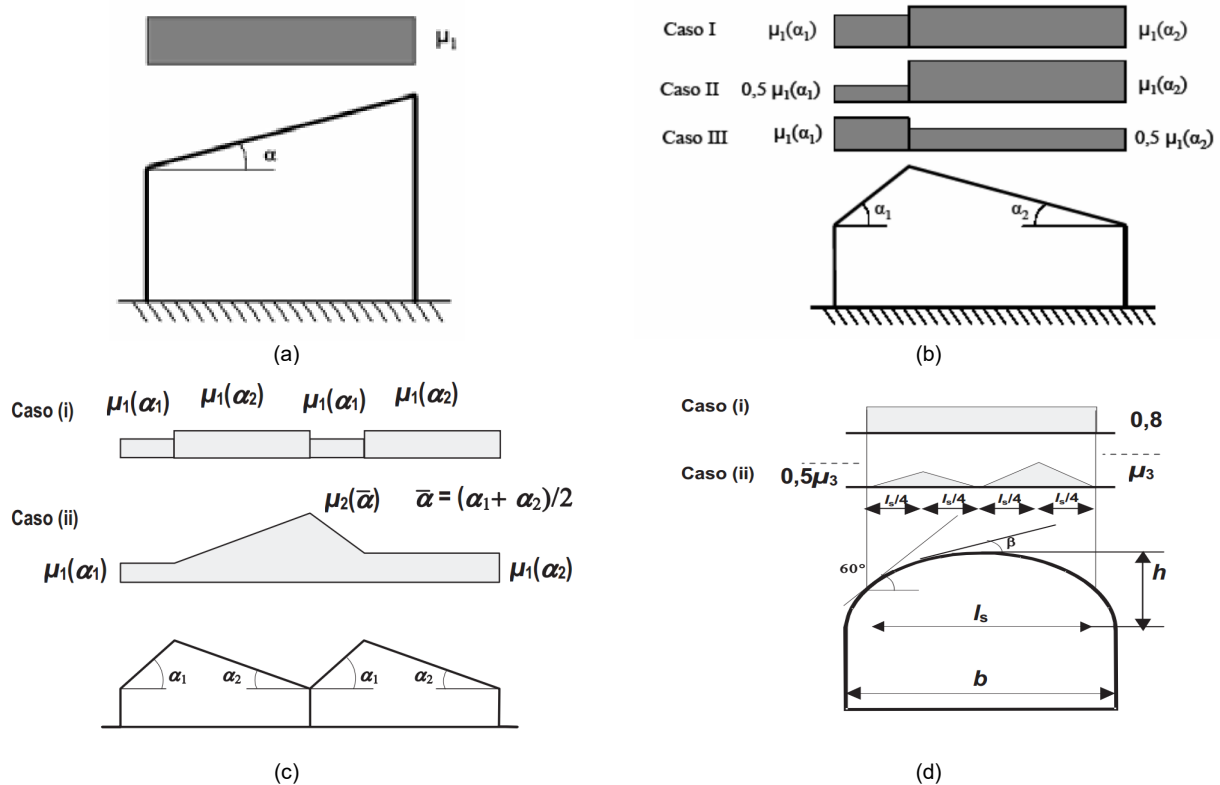 μ₁
α
(a)
Caso I μ₁(α₁) μ₁(α₂)
Caso II 0,5 μ₁(α₁) μ₁(α₂)
Caso III μ₁(α₁) 0,5 μ₁(α₂)
α₁ α₂
(b)
Caso (i) μ₁(α₁) μ₁(α₂) μ₁(α₁) μ₁(α₂)
μ₂(α̅) α̅ = (α₁+ α₂)/2
Caso (ii)
μ₁(α₁) μ₁(α₂)
α₁ α₂ α₁ α₂
(c)
Caso (i) 0,8
Caso (ii) 0,5μ₃ μ₃
lₛ/4 lₛ/4 lₛ/4 lₛ/4
β
60° h
lₛ
b
(d)